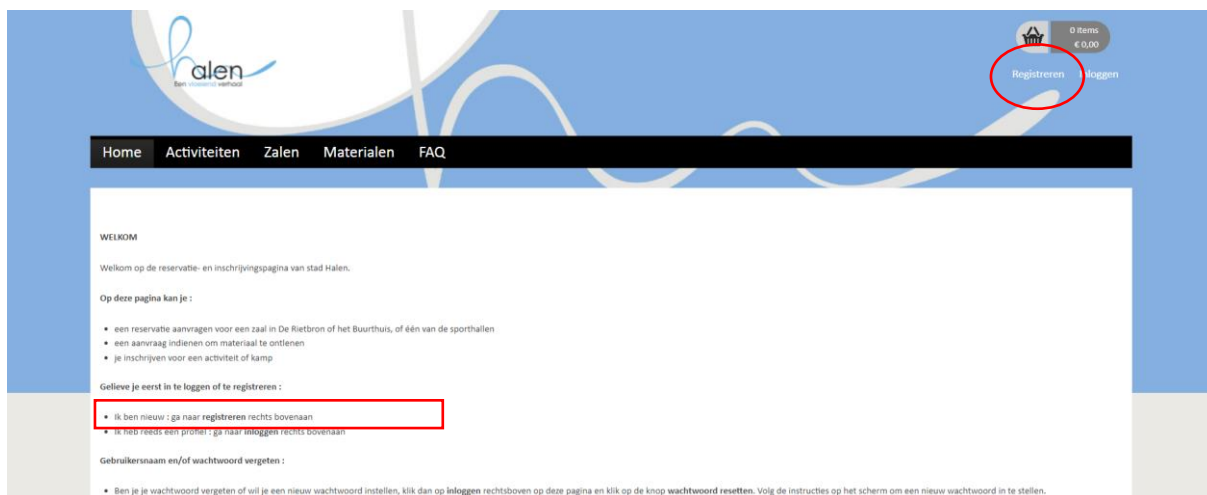 halen
Een vloeiend verhaal
0 Items
€ 0,00
Registreren Inloggen
Home Activiteiten Zalen Materialen FAQ
WELKOM
Welkom op de reservatie- en inschrijvingspagina van stad Halen.
Op deze pagina kan je :
• een reservatie aanvragen voor een zaal in De Rietbron of het Buurthuis, of één van de sporthallen
• een aanvraag indienen om materiaal te ontlenen
• je inschrijven voor een activiteit of kamp
Gelieve je eerst in te loggen of te registreren :
• Ik ben nieuw : ga naar registreren rechts bovenaan
• Ik heb reeds een profiel : ga naar inloggen rechts bovenaan
Gebruikersnaam en/of wachtwoord vergeten :
• Ben je je wachtwoord vergeten of wil je een nieuw wachtwoord instellen, klik dan op inloggen rechtsboven op deze pagina en klik op de knop wachtwoord resetten. Volg de instructies op het scherm om een nieuw wachtwoord in te stellen.